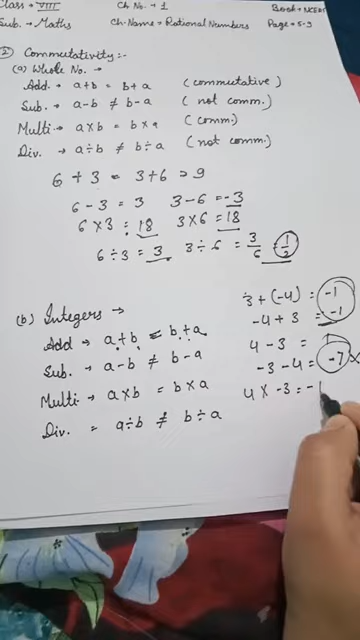 Class - VIII Ch No. → 1 Book → NCERT
Sub. → Maths Ch-Name → Rational Numbers Page → 5-9
② Commutativity :-
(a) Whole No. →
Add. → a+b = b+a (commutative)
Sub. → a-b ≠ b-a (not comm.)
Multi → a×b = b×a (comm.)
Div. → a÷b ≠ b÷a (not comm.)
6 + 3 = 3+6 = 9
6-3 = 3 3-6 = -3
6×3 = 18 3×6 = 18
6÷3 = 3 3÷6 = 3/6 = 1/2
(b) Integers →
Add → a+b = b+a
Sub. → a-b ≠ b-a
Multi → a×b = b×a
Div. = a÷b ≠ b÷a
3+(-4) = -1
-4+3 = -1
4-3 = 1
-3-4 = -7 ×
4 × -3 = -1